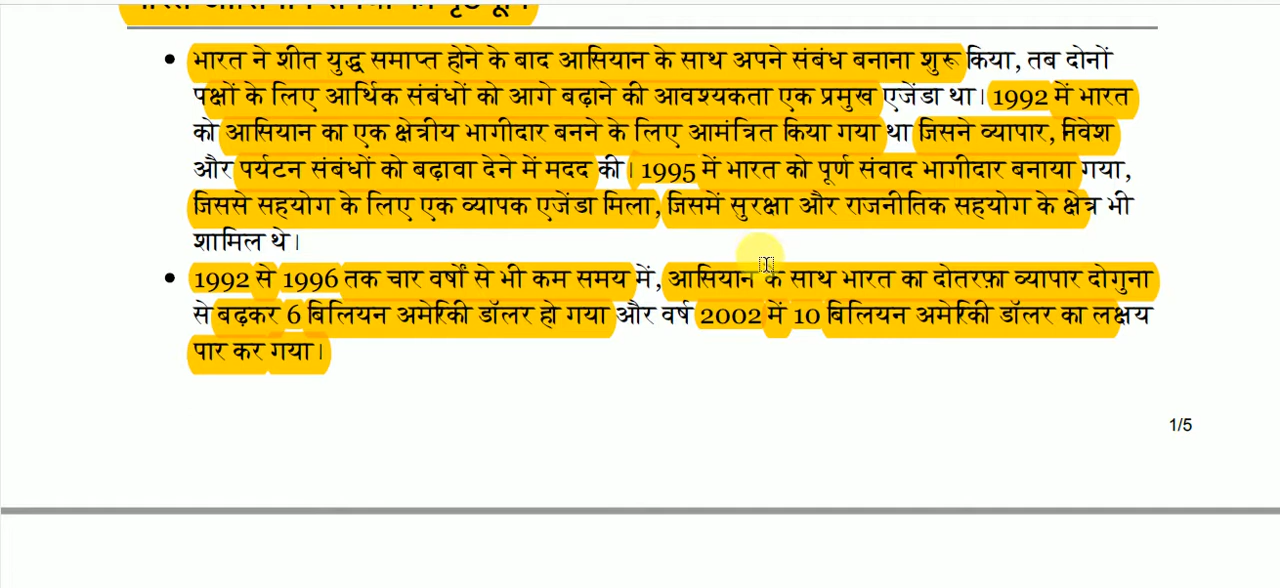 भारत ने शीत युद्ध समाप्त होने के बाद आसियान के साथ अपने संबंध बनाना शुरू किया, तब दोनों
पक्षों के लिए आर्थिक संबंधों को आगे बढ़ाने की आवश्यकता एक प्रमुख एजेंडा था। 1992 में भारत
को आसियान का एक क्षेत्रीय भागीदार बनने के लिए आमंत्रित किया गया था जिसने व्यापार, निवेश
और पर्यटन संबंधों को बढ़ावा देने में मदद की। 1995 में भारत को पूर्ण संवाद भागीदार बनाया गया,
जिससे सहयोग के लिए एक व्यापक एजेंडा मिला, जिसमें सुरक्षा और राजनीतिक सहयोग के क्षेत्र भी
शामिल थे।
1992 से 1996 तक चार वर्षों से भी कम समय में, आसियान के साथ भारत का दोतरफ़ा व्यापार दोगुना
से बढ़कर 6 बिलियन अमेरिकी डॉलर हो गया और वर्ष 2002 में 10 बिलियन अमेरिकी डॉलर का लक्षय
पार कर गया।
1/5